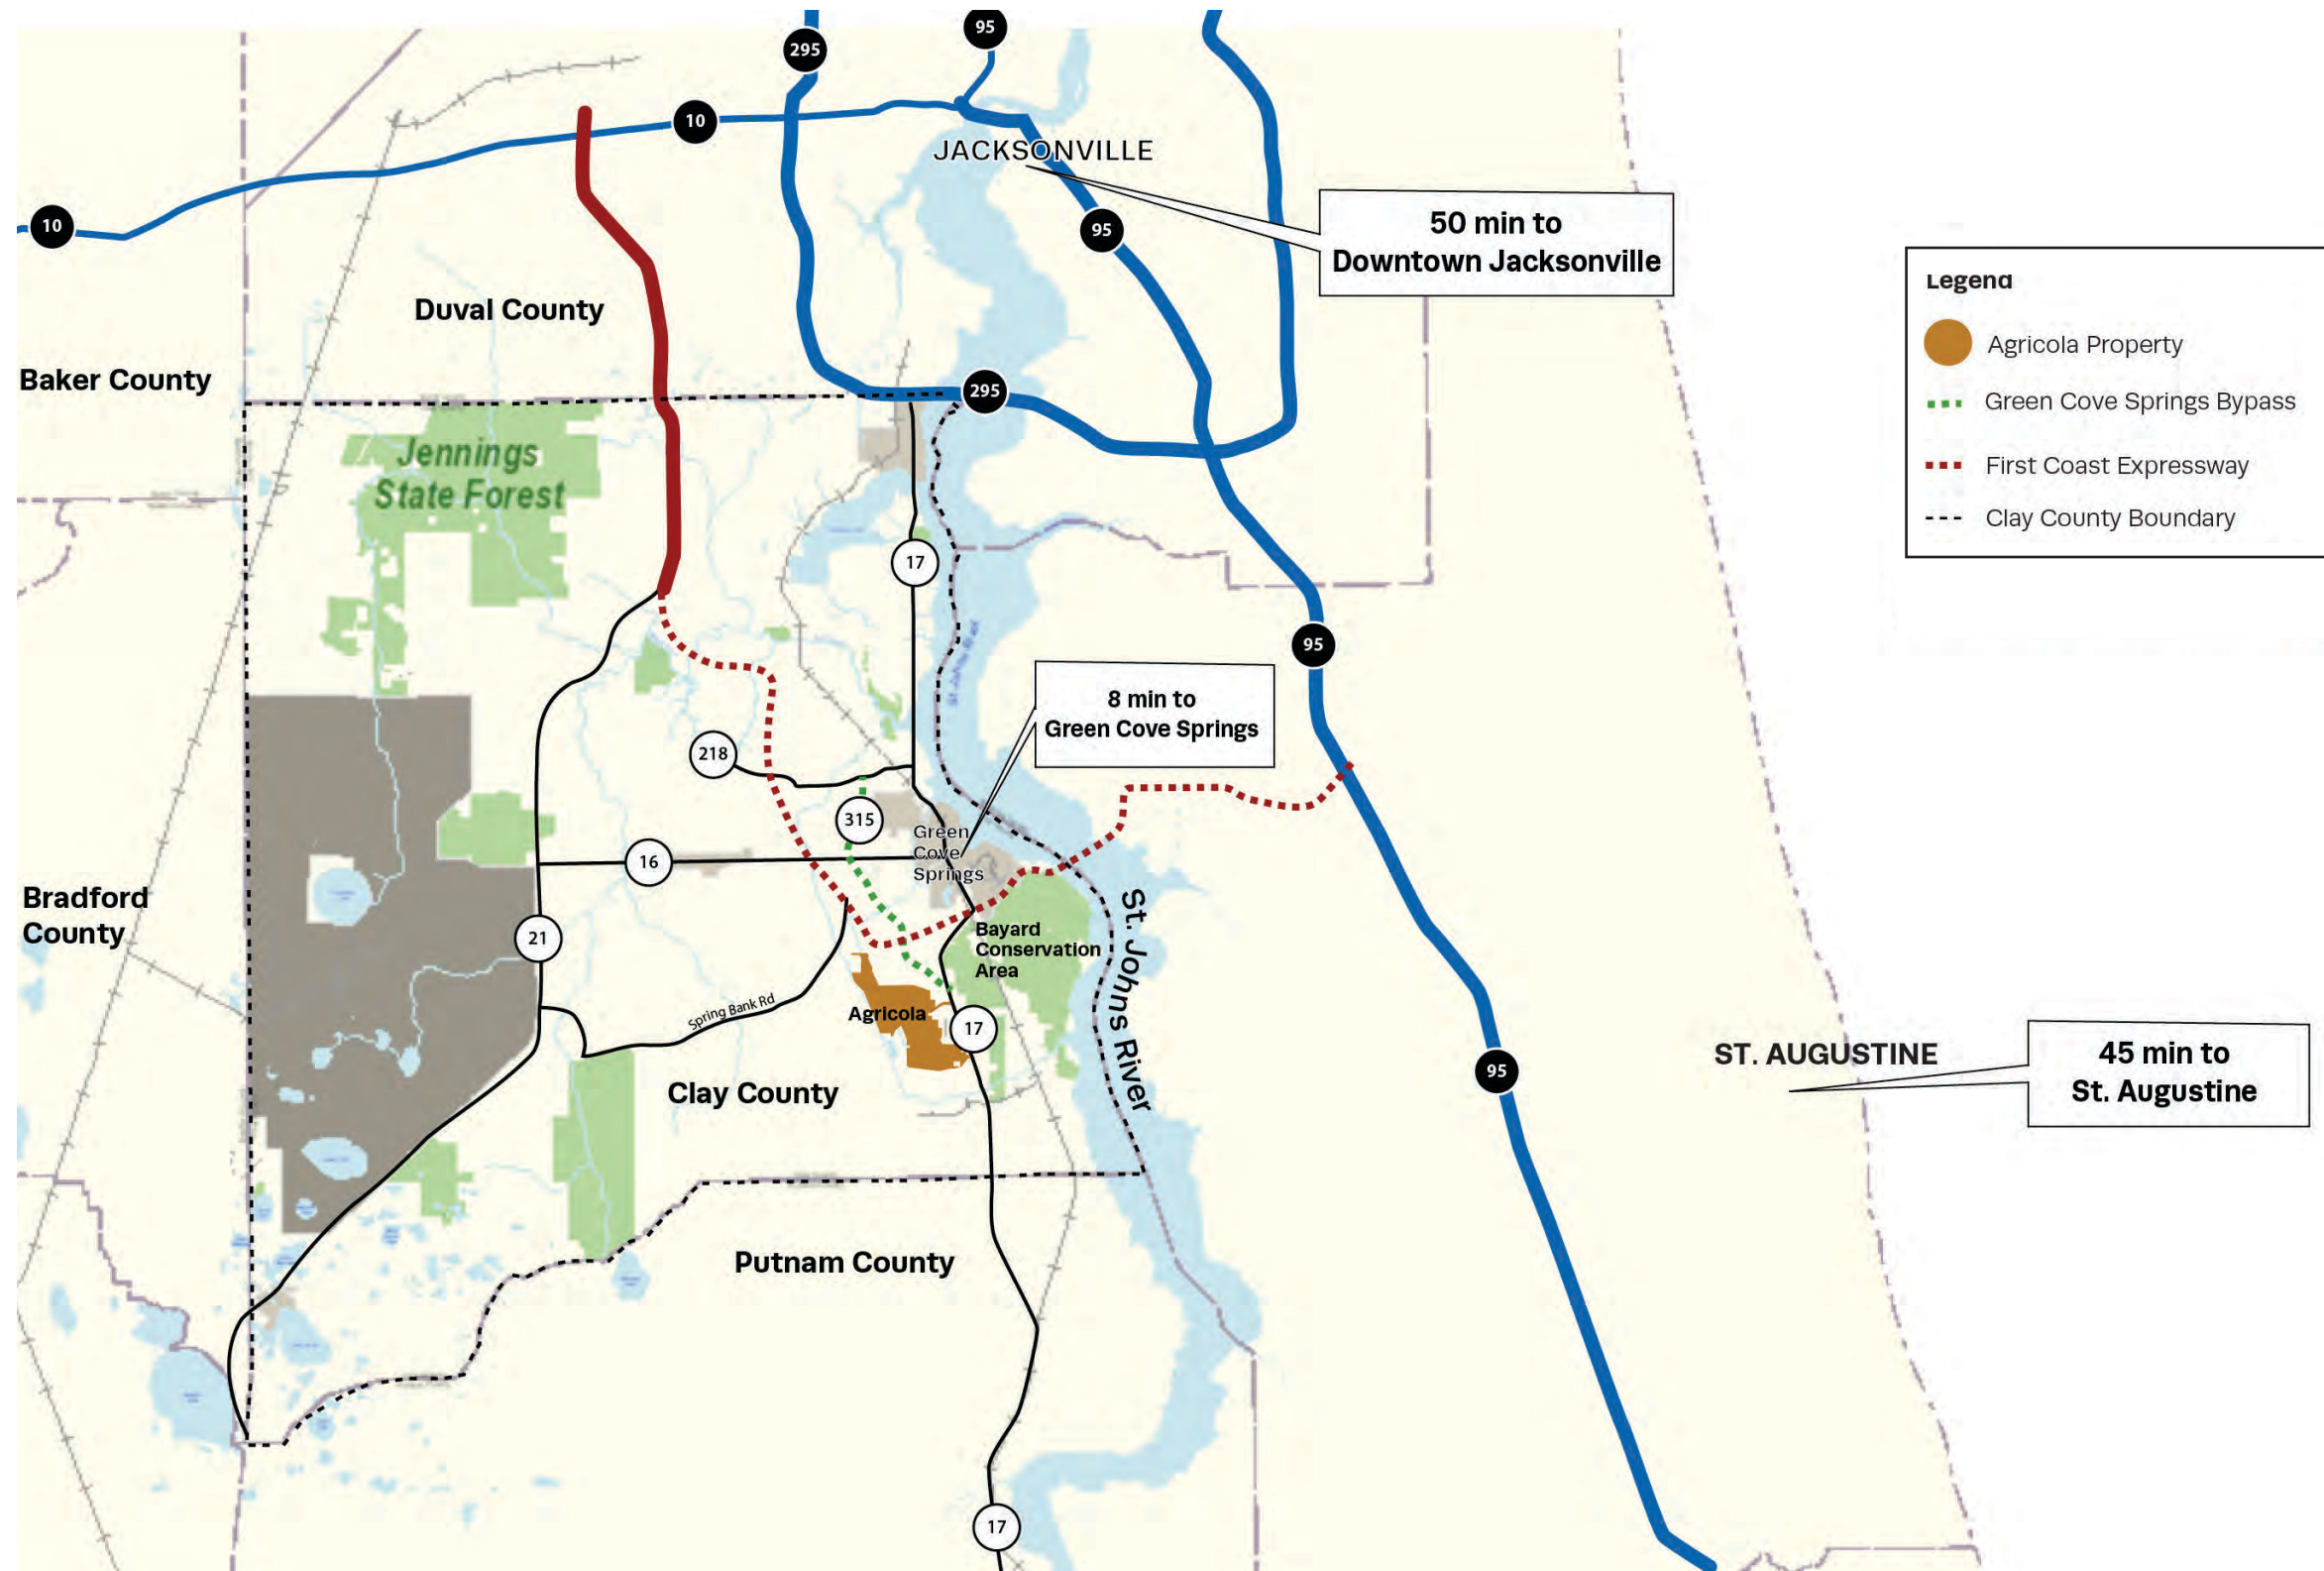 295
95
10
JACKSONVILLE
10
95
50 min to
Downtown Jacksonville
Legend
Duval County
Agricola Property
Baker County
295
Green Cove Springs Bypass
Jennings
State Forest
First Coast Expressway
Clay County Boundary
17
95
St Johns River
8 min to
Green Cove Springs
218
315
Green
Cove
Springs
16
Bradford
County
21
Bayard
Conservation
Area
St. Johns River
Spring Bank Rd
Agricola
17
ST. AUGUSTINE
45 min to
St. Augustine
95
Clay County
Putnam County
17